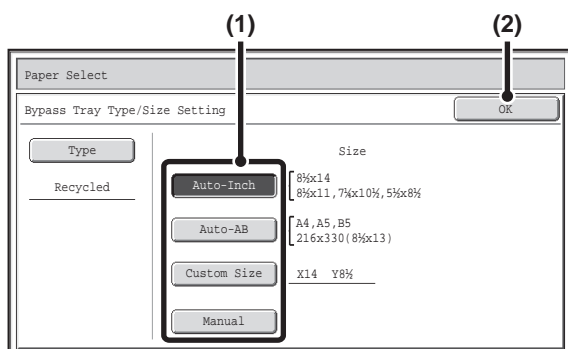 (1) (2)
Paper Select
Bypass Tray Type/Size Setting OK
Type Size
Auto-Inch 8½x14
Recycled 8½x11,7¼x10½,5½x8½
Auto-AB A4,A5,B5
216x330(8½x13)
Custom Size X14 Y8½
Manual